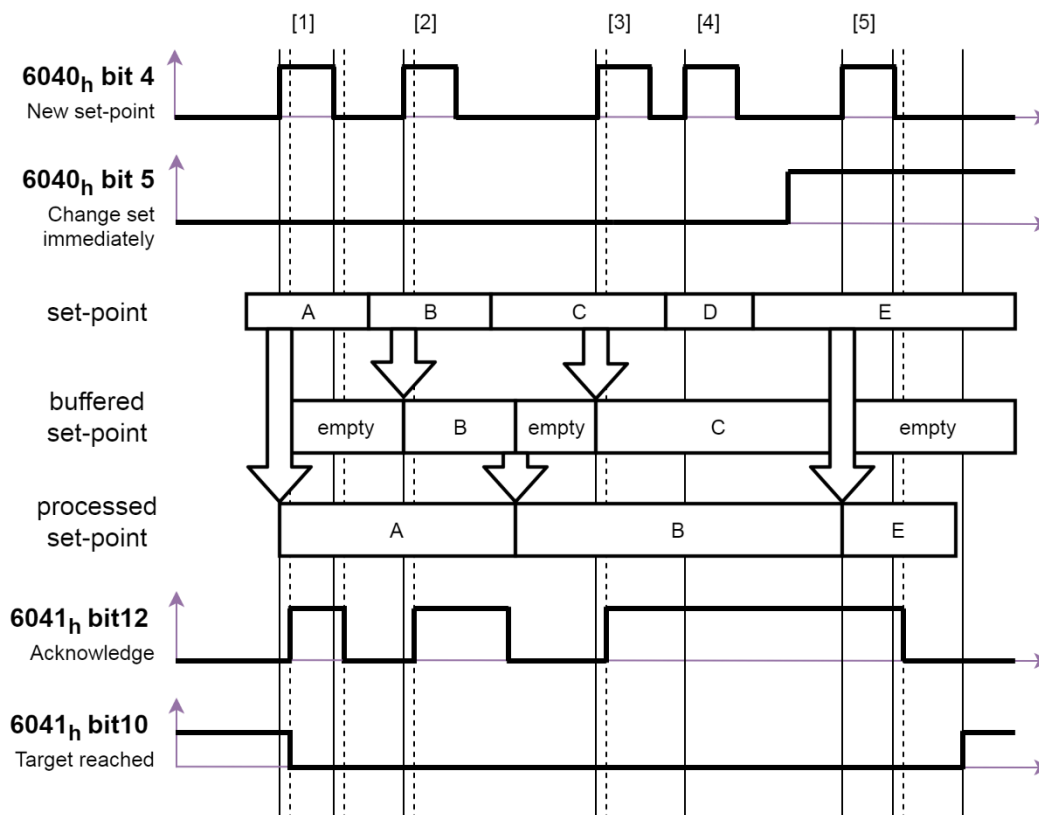 [1] [2] [3] [4] [5]
6040h bit 4
New set-point
6040h bit 5
Change set
immediately
set-point A B C D E
buffered
set-point empty B empty C empty
processed
set-point A B E
6041h bit12
Acknowledge
6041h bit10
Target reached